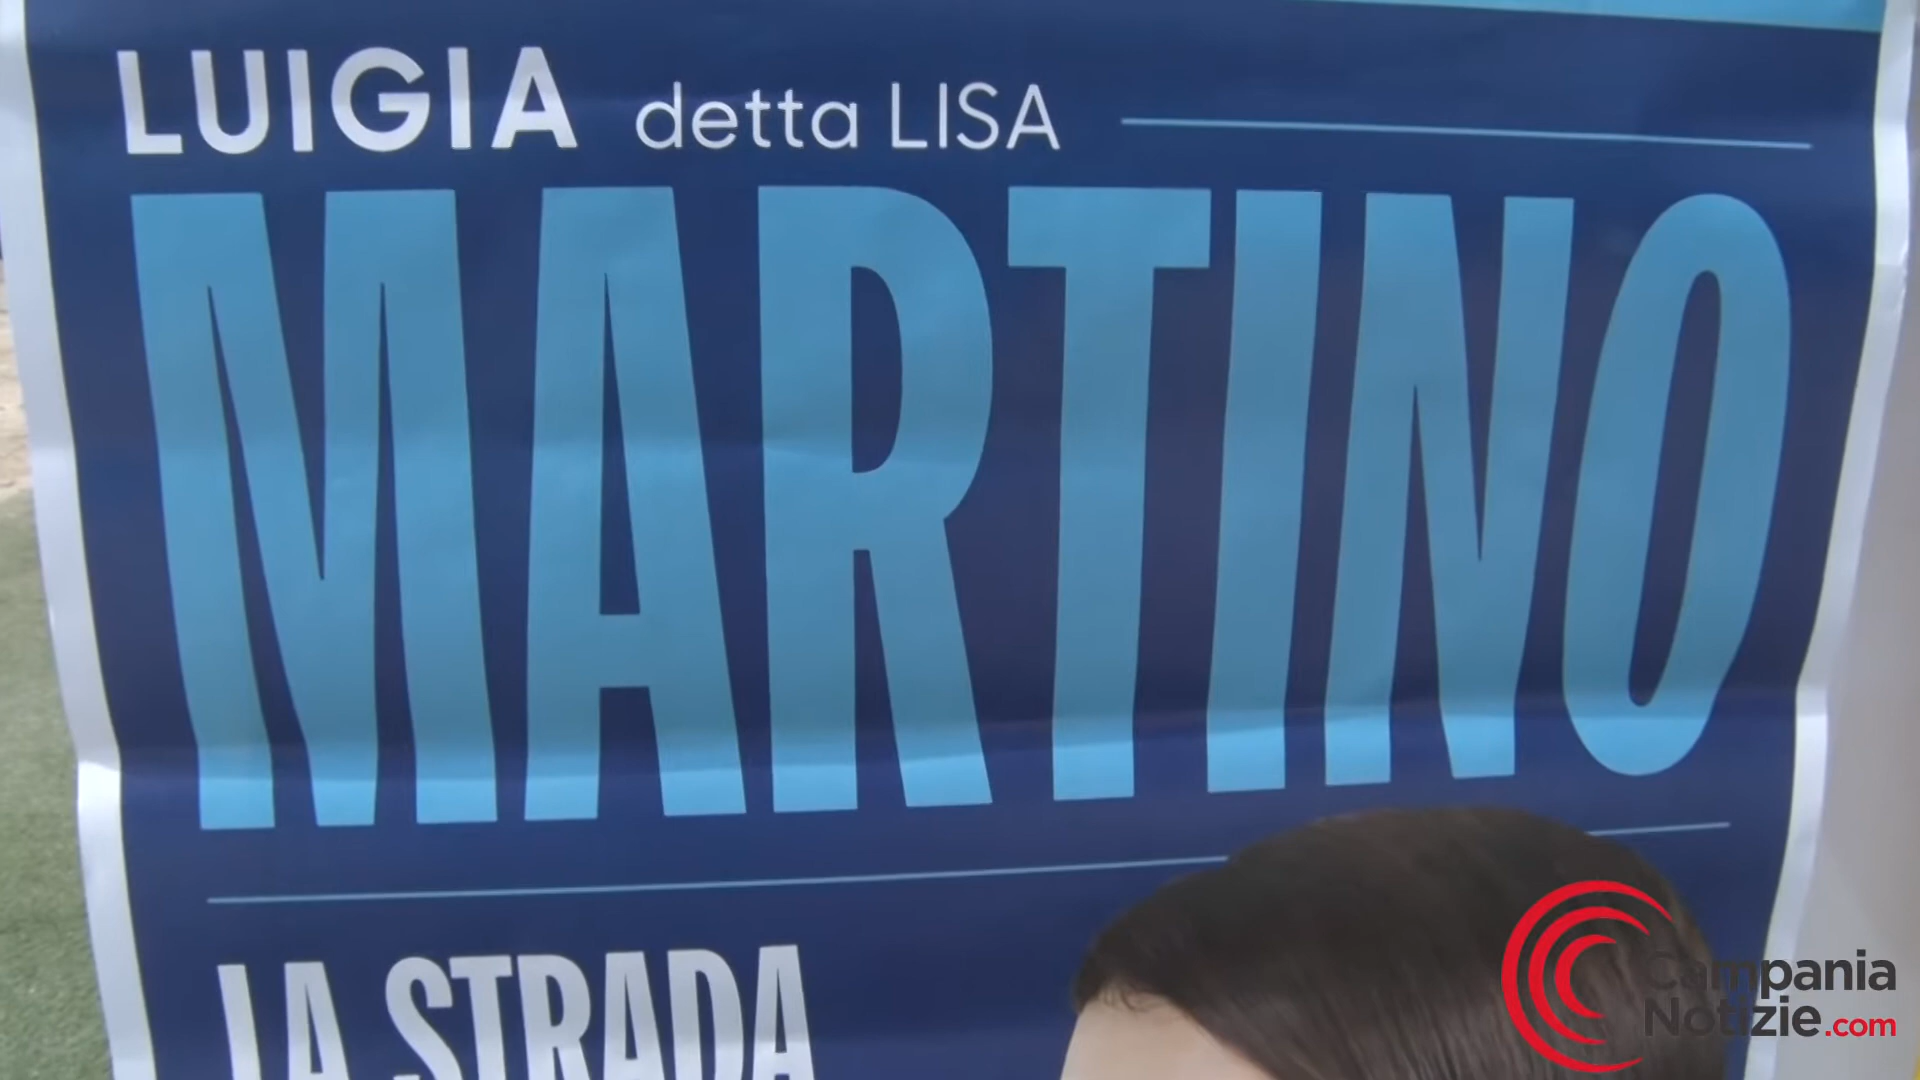 LUIGIA detta LISA
MARTINO
LA STRADA
Campania
Notizie.com